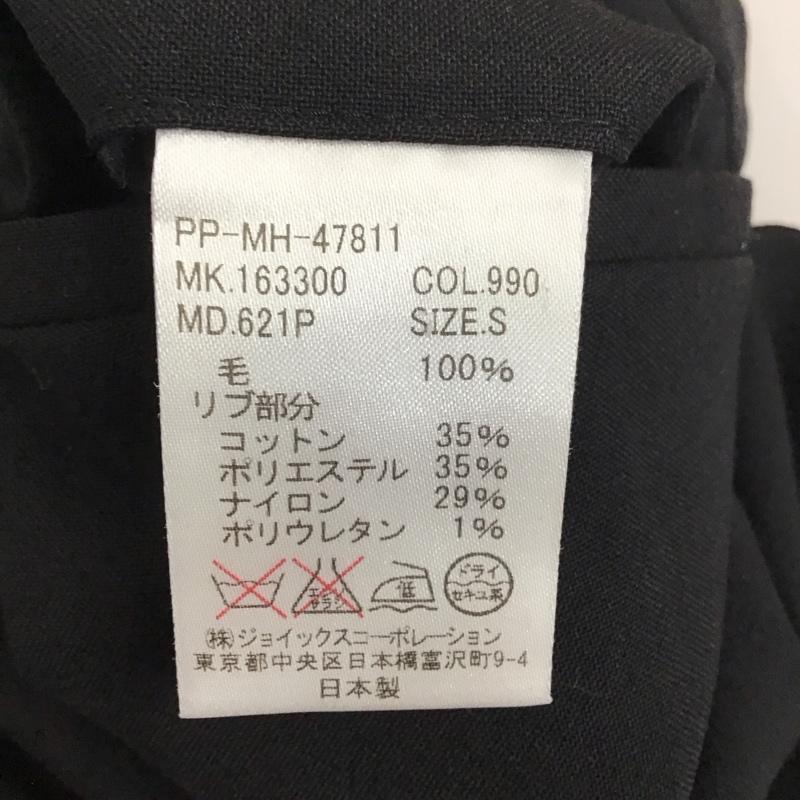 PP-MH-47811
MK.163300 COL.990
MD.621P SIZE.S
毛 100%
リブ部分
コットン 35%
ポリエステル 35%
ナイロン 29%
ポリウレタン 1%
エンソサラシ 低 ドライ セキユ系
㈱ジョイックスコーポレーション
東京都中央区日本橋富沢町9-4
日本製